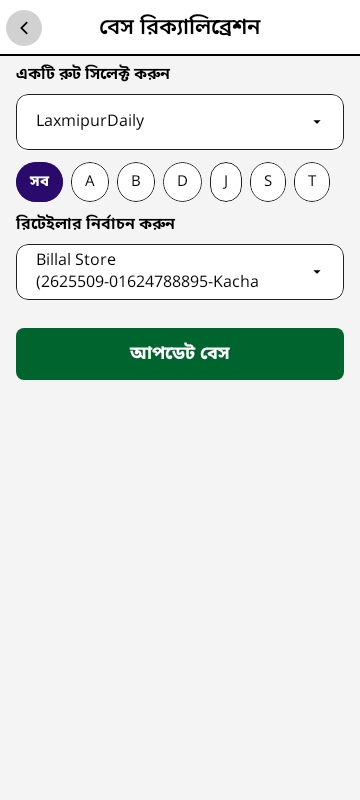 বেস রিক্যালিব্রেশন
একটি রুট সিলেক্ট করুন
LaxmipurDaily
সব A B D J S T
রিটেইলার নির্বাচন করুন
Billal Store
(2625509-01624788895-Kacha
আপডেট বেস